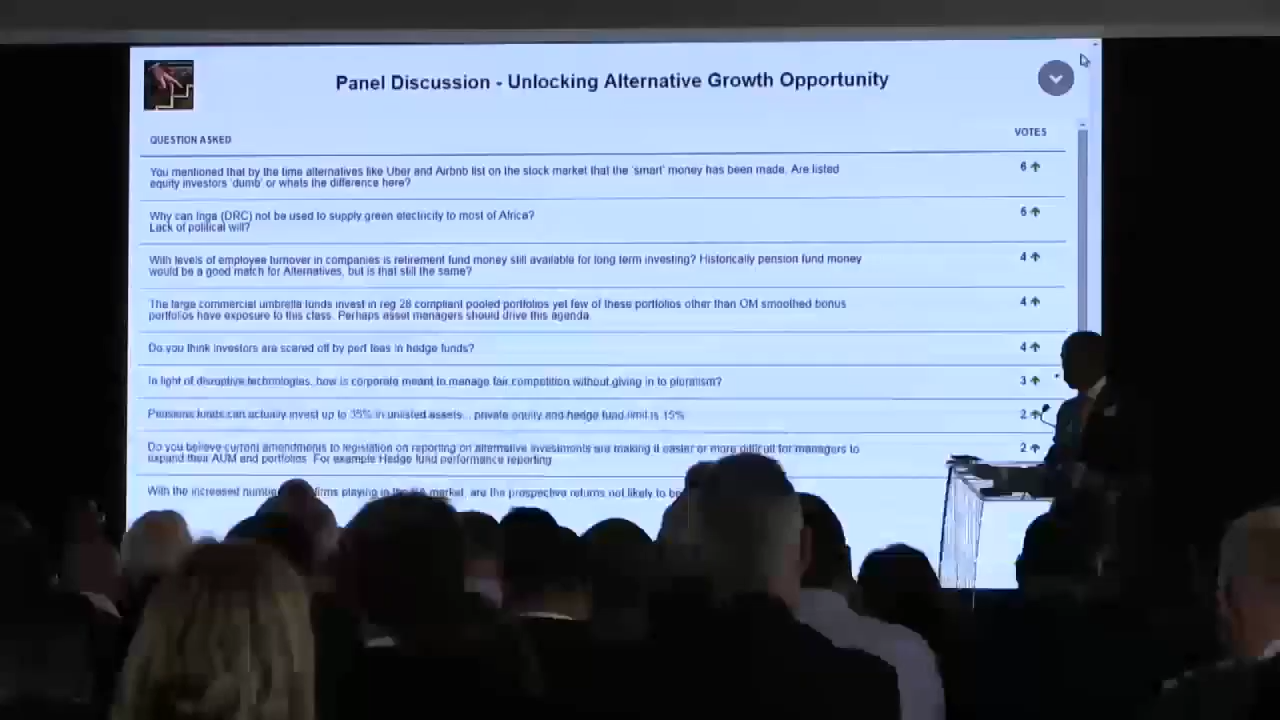 Panel Discussion - Unlocking Alternative Growth Opportunity
QUESTION ASKED
VOTES
You mentioned that by the time alternatives like Uber and Airbnb list on the stock market that the 'smart' money has been made. Are listed
equity investors 'dumb' or whats the difference here?
6
Why can Inga (DRC) not be used to supply green electricity to most of Africa?
Lack of political will?
6
With levels of employee turnover in companies is retirement fund money still available for long term investing? Historically pension fund money
would be a good match for Alternatives, but is that still the same?
4
The large commercial umbrella funds invest in reg 28 compliant pooled portfolios yet few of these portfolios other than OM smoothed bonus
portfolios have exposure to this class. Perhaps asset managers should drive this agenda.
4
Do you think investors are scared off by perf fees in hedge funds?
4
In light of disruptive technologies, how is corporate meant to manage fair competition without giving in to pluralism?
3
Pensions funds can actually invest up to 35% in unlisted assets... private equity and hedge fund limit is 15%
2
Do you believe current amendments to legislation on reporting on alternative investments are making it easier or more difficult for managers to
expand their AUM and portfolios. For example Hedge fund performance reporting
2
With the increased firms playing in the market, are the prospective returns not likely to be